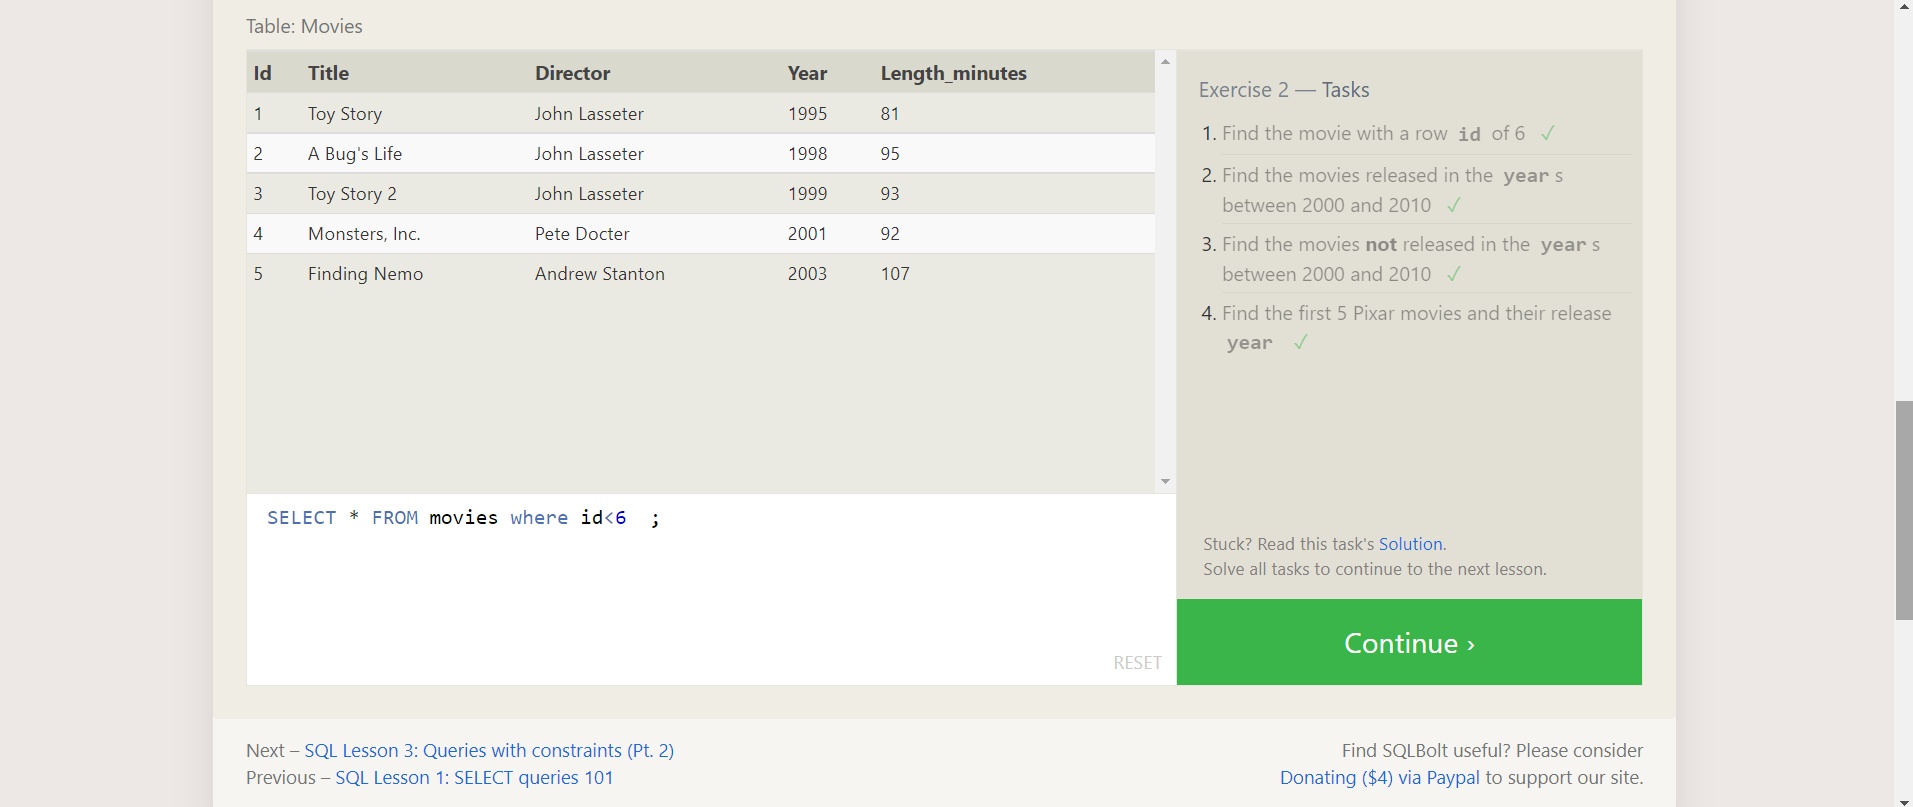 Table: Movies
Id Title Director Year Length_minutes
1 Toy Story John Lasseter 1995 81
2 A Bug's Life John Lasseter 1998 95
3 Toy Story 2 John Lasseter 1999 93
4 Monsters, Inc. Pete Docter 2001 92
5 Finding Nemo Andrew Stanton 2003 107
SELECT * FROM movies where id<6  ;
RESET
Exercise 2 — Tasks
1. Find the movie with a row id of 6 ✓
2. Find the movies released in the year s
between 2000 and 2010 ✓
3. Find the movies not released in the year s
between 2000 and 2010 ✓
4. Find the first 5 Pixar movies and their release
year ✓
Stuck? Read this task's Solution.
Solve all tasks to continue to the next lesson.
Continue ›
Next – SQL Lesson 3: Queries with constraints (Pt. 2)
Previous – SQL Lesson 1: SELECT queries 101
Find SQLBolt useful? Please consider
Donating ($4) via Paypal to support our site.